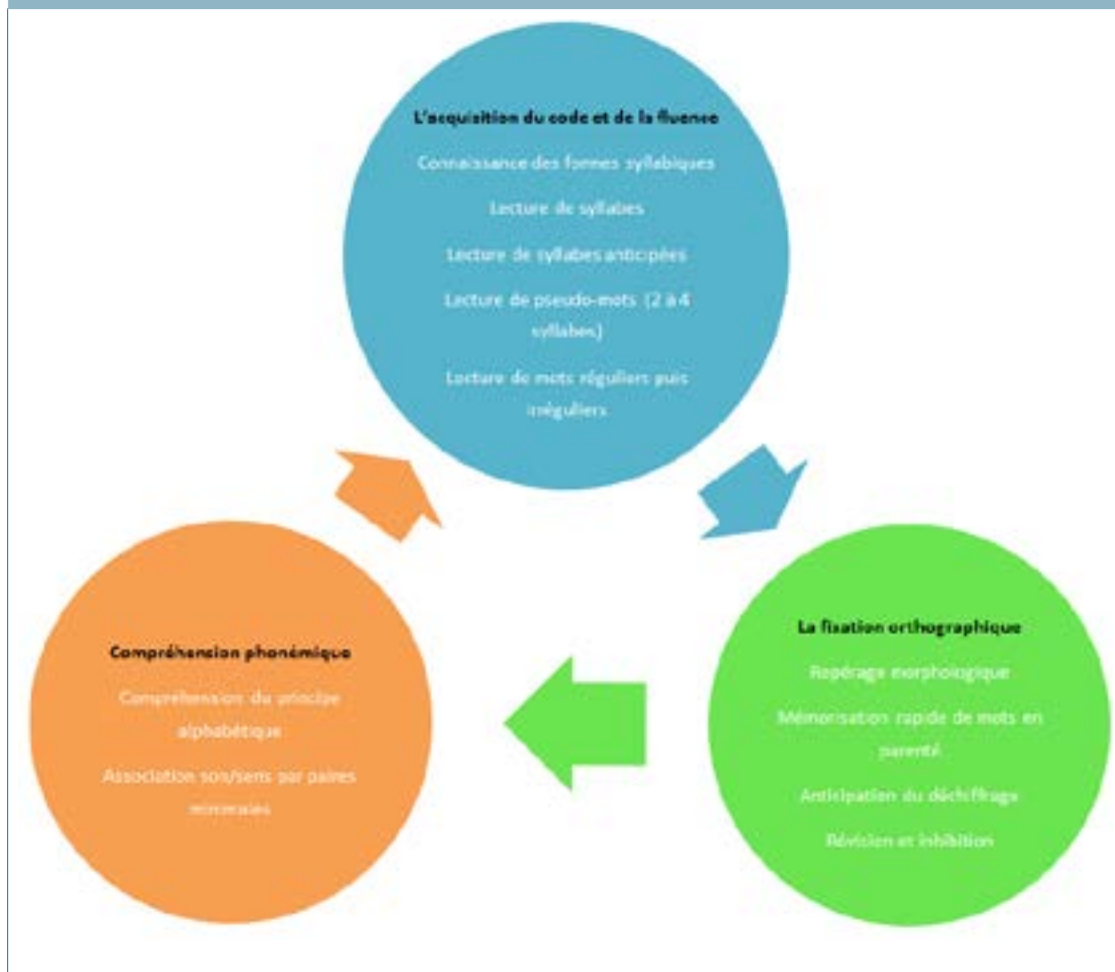 L'acquisition du code et de la fluence
Connaissance des formes syllabiques
Lecture de syllabes
Lecture de syllabes anticipées
Lecture de pseudo-mots (2 à 4
syllabes)
Lecture de mots réguliers puis
irréguliers
Compréhension phonémique
Compréhension du principe
alphabétique
Association son/sens par paires
minimales
La fixation orthographique
Repérage morphologique
Mémorisation rapide de mots en
parenté
Anticipation du déchiffrage
Révision et inhibition